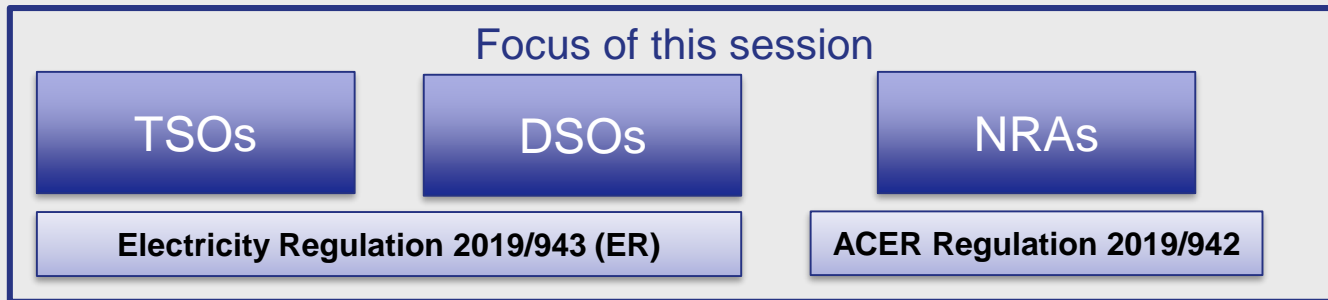 Focus of this session
TSOs
DSOs
NRAs
Electricity Regulation 2019/943 (ER)
ACER Regulation 2019/942